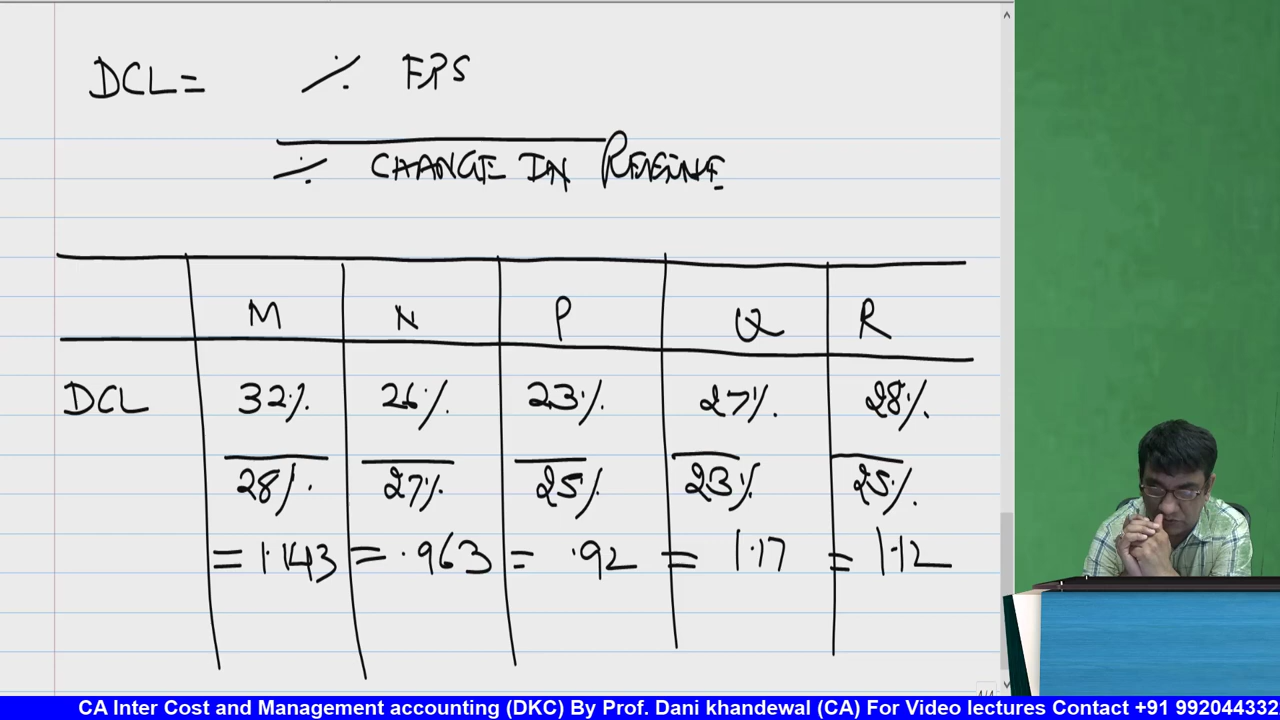 DCL= ./. EPS
./. CHANGE IN REVENUE
M N P Q R
DCL 32% 26% 23% 27% 28%
28% 27% 25% 23% 25%
= 1.143 = .963 = .92 = 1.17 = 1.12
4/4
CA Inter Cost and Management accounting (DKC) By Prof. Dani khandewal (CA) For Video lectures Contact +91 992044332